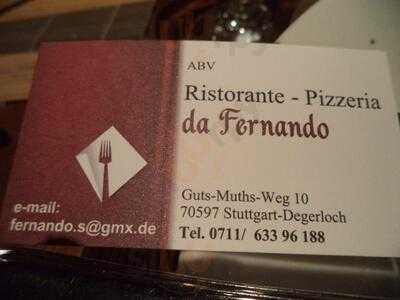 ABV
Ristorante - Pizzeria
da Fernando
e-mail:
fernando.s@gmx.de
Guts-Muths-Weg 10
70597 Stuttgart-Degerloch
Tel. 0711/ 633 96 188